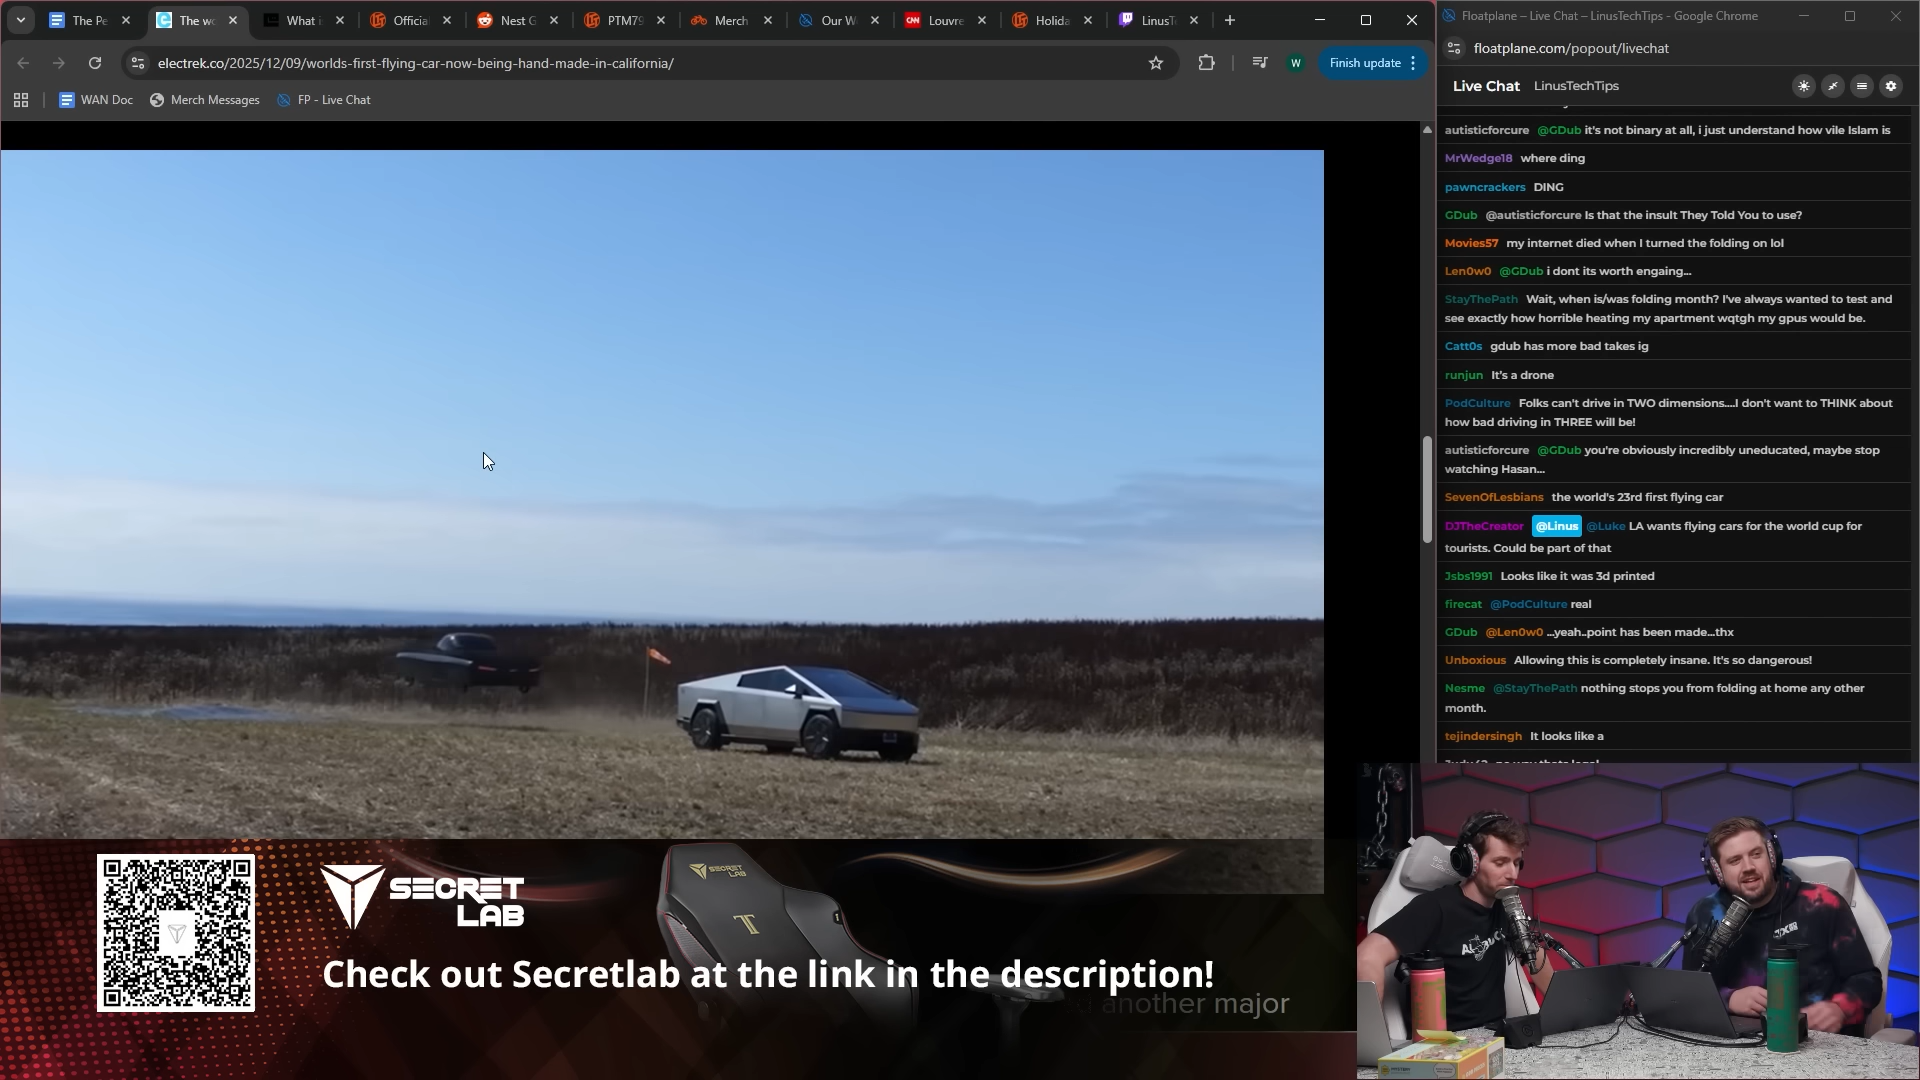 The Pe
The wo
What i
Official
Nest G
PTM79
Merch
Our W
Louvre
Holida
LinusT
electrek.co/2025/12/09/worlds-first-flying-car-now-being-hand-made-in-california/
W
Finish update
WAN Doc
Merch Messages
FP - Live Chat
Floatplane – Live Chat – LinusTechTips - Google Chrome
floatplane.com/popout/livechat
Live Chat LinusTechTips
autisticforcure @GDub it's not binary at all, i just understand how vile Islam is
MrWedge18 where ding
pawncrackers DING
GDub @autisticforcure Is that the insult They Told You to use?
Movies57 my internet died when I turned the folding on lol
Len0w0 @GDub i dont its worth engaing...
StayThePath Wait, when is/was folding month? I've always wanted to test and
see exactly how horrible heating my apartment wqtgh my gpus would be.
Catt0s gdub has more bad takes ig
runjun It's a drone
PodCulture Folks can't drive in TWO dimensions....I don't want to THINK about
how bad driving in THREE will be!
autisticforcure @GDub you're obviously incredibly uneducated, maybe stop
watching Hasan...
SevenOfLesbians the world's 23rd first flying car
DJTheCreator @Linus @Luke LA wants flying cars for the world cup for
tourists. Could be part of that
Jsbs1991 Looks like it was 3d printed
firecat @PodCulture real
GDub @Len0w0 ...yeah..point has been made...thx
Unboxious Allowing this is completely insane. It's so dangerous!
Nesme @StayThePath nothing stops you from folding at home any other
month.
tejindersingh It looks like a
SECRET
LAB
SECRET
LAB
Check out Secretlab at the link in the description!
another major